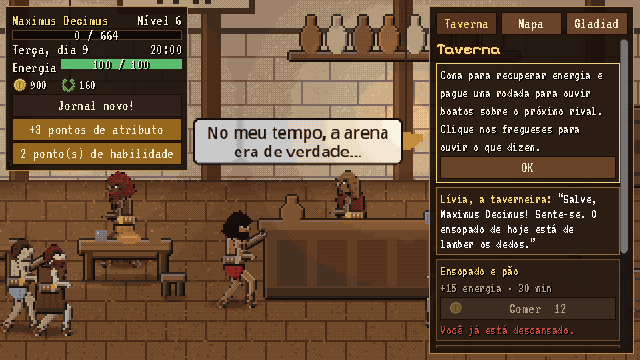 Maximus Decimus Nível 6
0 / 664
Terça, dia 9 20:00
Energia 100 / 100
900 160
Jornal novo!
+3 pontos de atributo
2 ponto(s) de habilidade
No meu tempo, a arena
era de verdade...
Taverna Mapa Gladiad
Taverna
Coma para recuperar energia e
pague uma rodada para ouvir
boatos sobre o próximo rival.
Clique nos fregueses para
ouvir o que dizem.
OK
Lívia, a taverneira: "Salve,
Maximus Decimus! Sente-se. O
ensopado de hoje está de
lamber os dedos."
Ensopado e pão
+15 energia · 30 min
Comer 12
Você já está descansado.